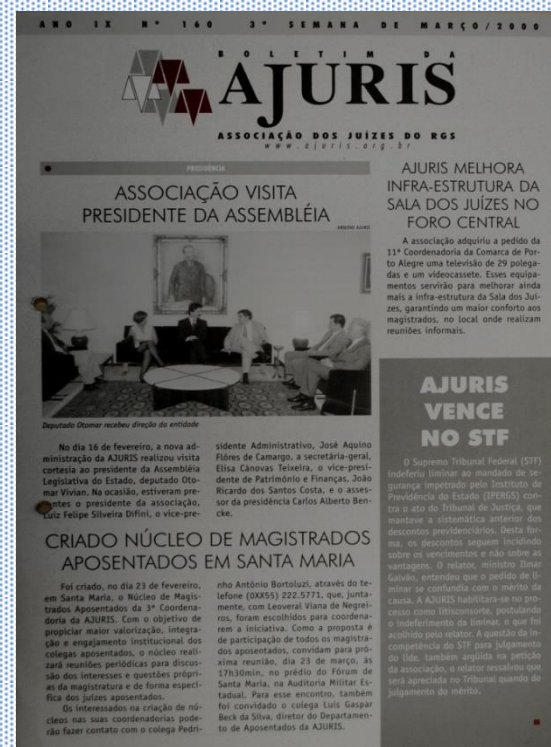 ANO IX Nº 160 3ª SEMANA DE MARÇO/2000
BOLETIM DA
AJURIS
ASSOCIAÇÃO DOS JUÍZES DO RGS
www.ajuris.org.br
PRESIDÊNCIA
ASSOCIAÇÃO VISITA
PRESIDENTE DA ASSEMBLÉIA
Deputado Otomar recebeu direção da entidade
No dia 16 de fevereiro, a nova ad-
ministração da AJURIS realizou visita
cortesia ao presidente da Assembléia
Legislativa do Estado, deputado Oto-
mar Vivian. Na ocasião, estiveram pre-
sentes o presidente da associação,
Luiz Felipe Silveira Difini, o vice-pre-
sidente Administrativo, José Aquino
Flôres de Camargo, a secretária-geral,
Elisa Cánovas Teixeira, o vice-presi-
dente de Patrimônio e Finanças, João
Ricardo dos Santos Costa, e o asses-
sor da presidência Carlos Alberto Ben-
cke.
CRIADO NÚCLEO DE MAGISTRADOS
APOSENTADOS EM SANTA MARIA
Foi criado, no dia 23 de fevereiro,
em Santa Maria, o Núcleo de Magis-
trados Aposentados da 3ª Coordena-
doria da AJURIS. Com o objetivo de
propiciar maior valorização, integra-
ção e engajamento institucional dos
colegas aposentados, o núcleo reali-
zará reuniões periódicas para discus-
são dos interesses e questões própri-
as da magistratura e de forma especí-
fica dos juízes aposentados.
Os interessados na criação de nú-
cleos nas suas coordenadorias pode-
rão fazer contato com o colega Pedri-
nho Antônio Bortoluzi, através do te-
lefone (0XX55) 222.5771, que, junta-
mente, com Leoveral Viana de Negrei-
ros, foram escolhidos para coordena-
rem a iniciativa. Como a proposta é
de participação de todos os magistra-
dos aposentados, convidam para pró-
xima reunião, dia 23 de março, às
17h30min, no prédio do Fórum de
Santa Maria, na Auditoria Militar Es-
tadual. Para esse encontro, também
foi convidado o colega Luis Gaspar
Beck da Silva, diretor do Departamen-
to de Aposentados da AJURIS.
AJURIS MELHORA
INFRA-ESTRUTURA DA
SALA DOS JUÍZES NO
FORO CENTRAL
A associação adquiriu a pedido da
11ª Coordenadoria da Comarca de Por-
to Alegre uma televisão de 29 polega-
das e um videocassete. Esses equipa-
mentos servirão para melhorar ainda
mais a infra-estrutura da Sala dos Juí-
zes, garantindo um maior conforto aos
magistrados, no local onde realizam
reuniões informais.
AJURIS
VENCE
NO STF
O Supremo Tribunal Federal (STF)
indeferiu liminar ao mandado de se-
gurança impetrado pelo Instituto de
Previdência do Estado (IPERGS) con-
tra o ato do Tribunal de Justiça, que
manteve a sistemática anterior dos
descontos previdenciários. Desta for-
ma, os descontos seguem incidindo
sobre os vencimentos e não sobre as
vantagens. O relator, ministro Ilmar
Galvão, entendeu que o pedido de li-
minar se confundia com o mérito da
causa. A AJURIS habilitara-se no pro-
cesso como litisconsorte, postulando
o indeferimento da liminar, o que foi
acolhido pelo relator. A questão da in-
competência do STF para julgamento
do lide, também argüida na petição
da associação, o relator ressalvou que
será apreciada no Tribunal quando do
julgamento do mérito.